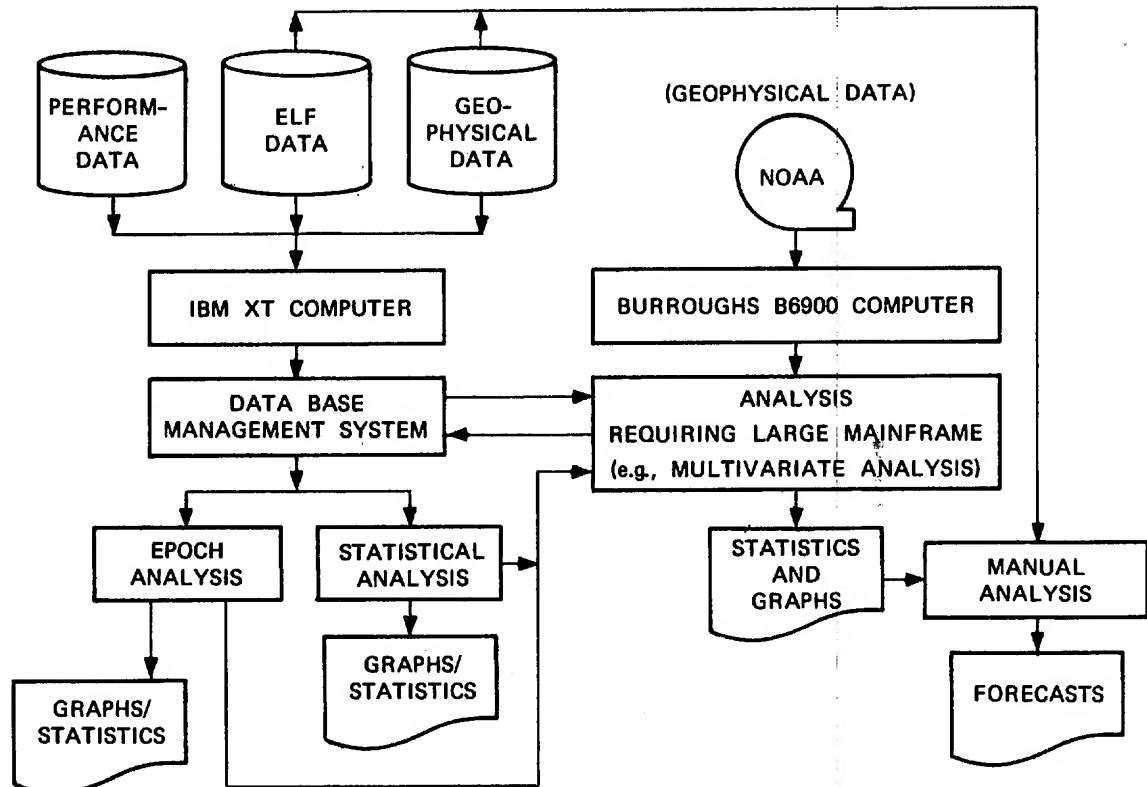 PERFORM-
ANCE
DATA
ELF
DATA
GEO-
PHYSICAL
DATA
(GEOPHYSICAL DATA)
NOAA
IBM XT COMPUTER
BURROUGHS B6900 COMPUTER
DATA BASE
MANAGEMENT SYSTEM
ANALYSIS
REQUIRING LARGE MAINFRAME
(e.g., MULTIVARIATE ANALYSIS)
EPOCH
ANALYSIS
STATISTICAL
ANALYSIS
STATISTICS
AND
GRAPHS
MANUAL
ANALYSIS
GRAPHS/
STATISTICS
GRAPHS/
STATISTICS
FORECASTS